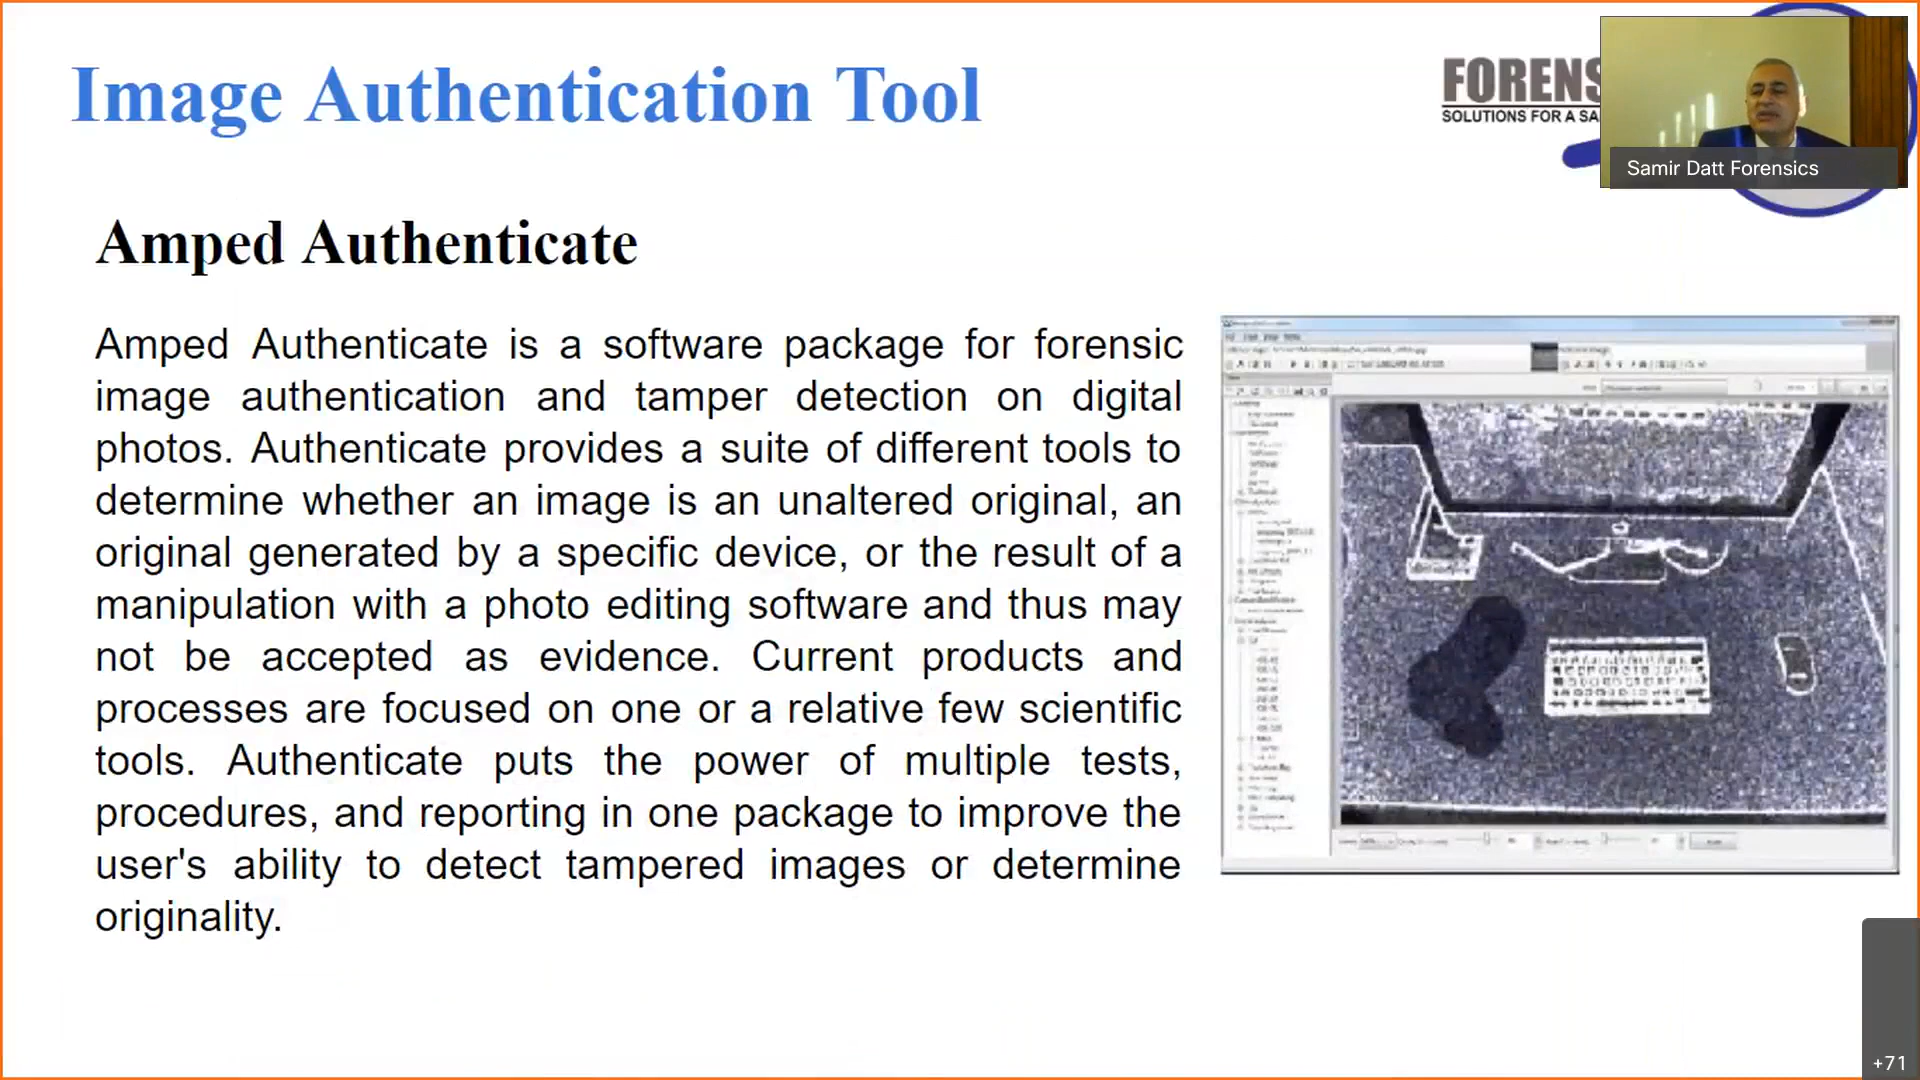 Image Authentication Tool
FORENS
SOLUTIONS FOR A SA
Samir Datt Forensics
Amped Authenticate
Amped Authenticate is a software package for forensic
image authentication and tamper detection on digital
photos. Authenticate provides a suite of different tools to
determine whether an image is an unaltered original, an
original generated by a specific device, or the result of a
manipulation with a photo editing software and thus may
not be accepted as evidence. Current products and
processes are focused on one or a relative few scientific
tools. Authenticate puts the power of multiple tests,
procedures, and reporting in one package to improve the
user's ability to detect tampered images or determine
originality.
+71